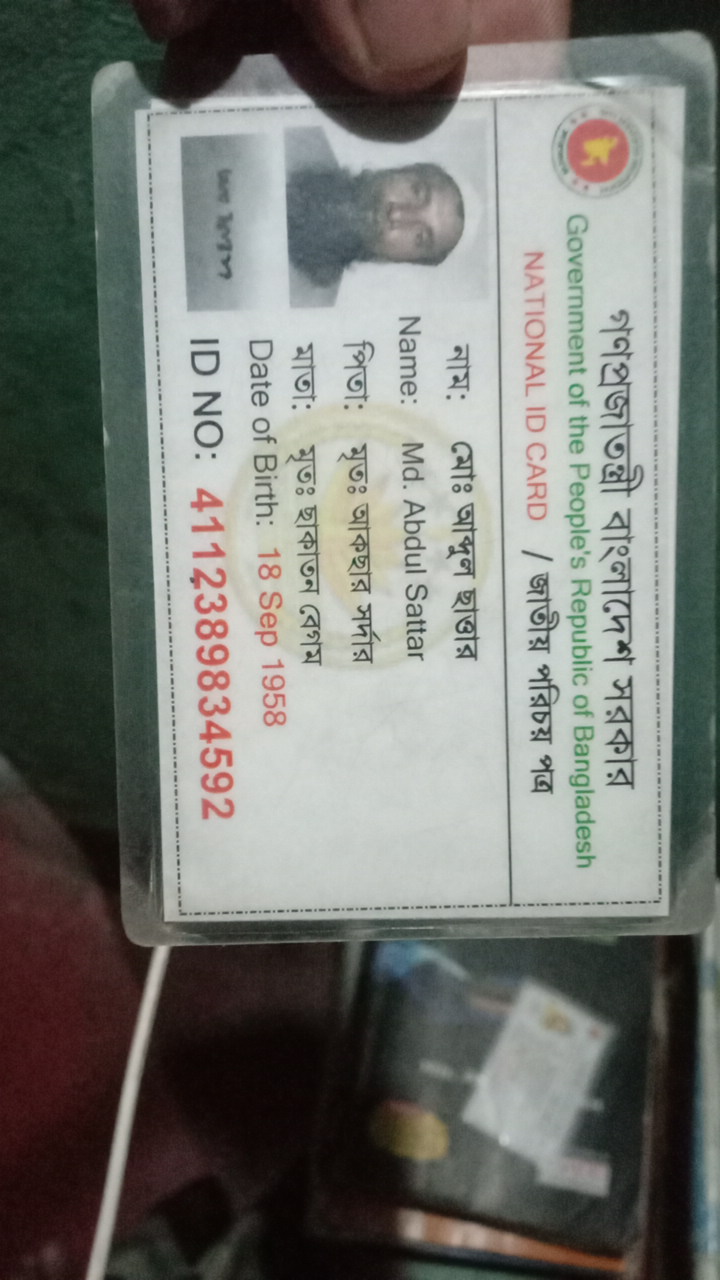 গণপ্রজাতন্ত্রী বাংলাদেশ সরকার
Government of the People's Republic of Bangladesh
NATIONAL ID CARD / জাতীয় পরিচয় পত্র
নাম: মোঃ আব্দুল ছাত্তার
Name: Md. Abdul Sattar
পিতা: মৃতঃ আকছার সর্দার
মাতা: মৃতঃ ছাকাতন বেগম
Date of Birth: 18 Sep 1958
ID NO: 4112389834592